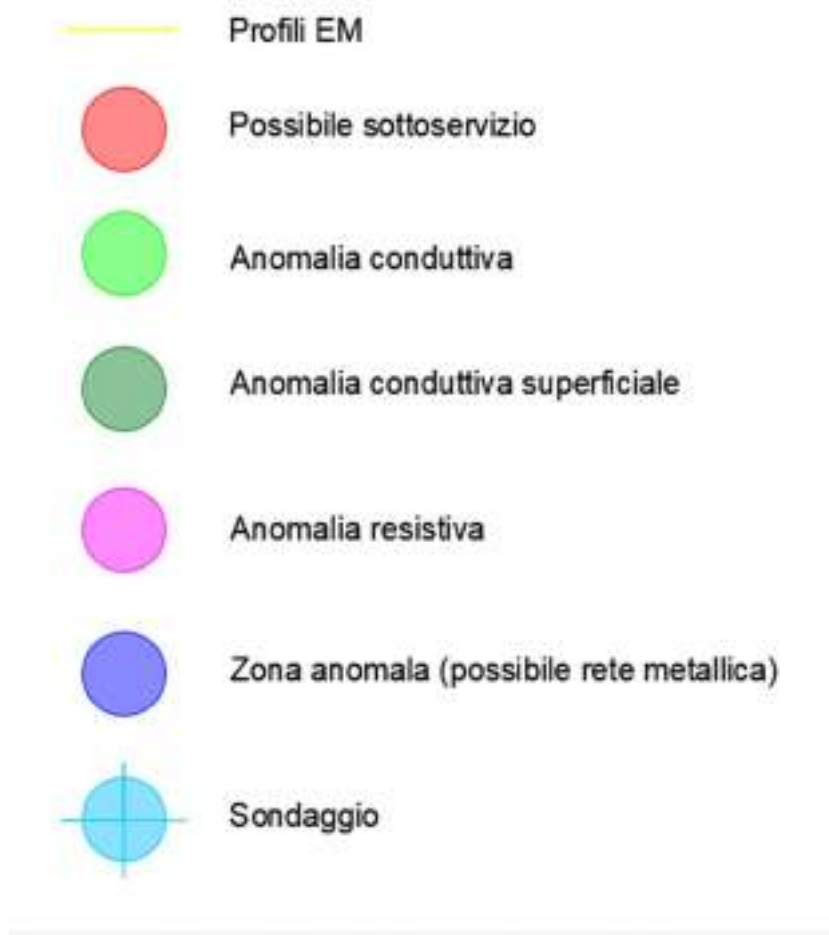 Profili EM
Possibile sottoservizio
Anomalia conduttiva
Anomalia conduttiva superficiale
Anomalia resistiva
Zona anomala (possibile rete metallica)
Sondaggio